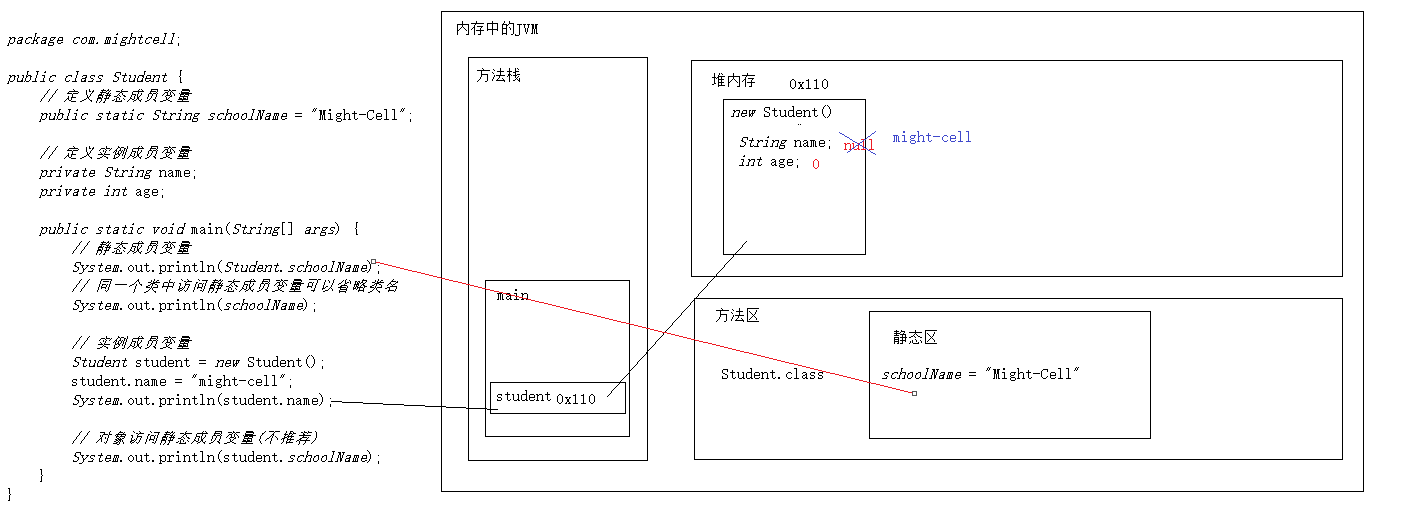 package com.mightcell;
public class Student {
// 定义静态成员变量
public static String schoolName = "Might-Cell";
// 定义实例成员变量
private String name;
private int age;
public static void main(String[] args) {
// 静态成员变量
System.out.println(Student.schoolName);
// 同一个类中访问静态成员变量可以省略类名
System.out.println(schoolName);
// 实例成员变量
Student student = new Student();
student.name = "might-cell";
System.out.println(student.name);
// 对象访问静态成员变量(不推荐)
System.out.println(student.schoolName);
}
}
内存中的JVM
方法栈
main
student 0x110
堆内存
0x110
new Student()
String name; null might-cell
int age; 0
方法区
Student.class
静态区
schoolName = "Might-Cell"